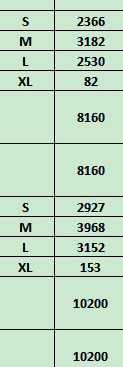 S 2366
M 3182
L 2530
XL 82
8160
8160
S 2927
M 3968
L 3152
XL 153
10200
10200